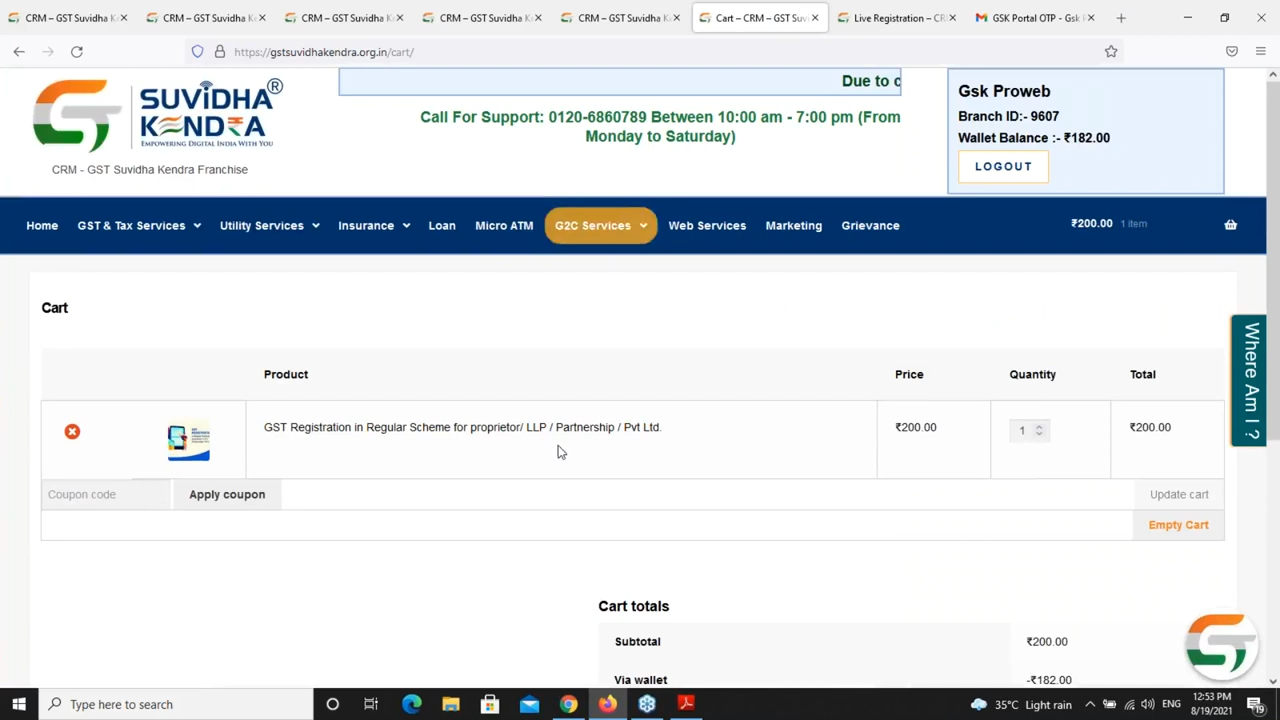 CRM – GST Suvidha Ke
CRM – GST Suvidha Ke
CRM – GST Suvidha Ke
CRM – GST Suvidha Ke
CRM – GST Suvidha Ke
Cart – CRM – GST Suvi
Live Registration – CR
GSK Portal OTP - Gsk
https://gstsuvidhakendra.org.in/cart/
SUVIDHA®
KENDRA
EMPOWERING DIGITAL INDIA WITH YOU
CRM - GST Suvidha Kendra Franchise
Due to c
Call For Support: 0120-6860789 Between 10:00 am - 7:00 pm (From
Monday to Saturday)
Gsk Proweb
Branch ID:- 9607
Wallet Balance :- ₹182.00
LOGOUT
Home GST & Tax Services Utility Services Insurance Loan Micro ATM G2C Services Web Services Marketing Grievance ₹200.00 1 item
Cart
Where Am I ?
Product Price Quantity Total
GST Registration in Regular Scheme for proprietor/ LLP / Partnership / Pvt Ltd. ₹200.00 1 ₹200.00
Coupon code Apply coupon Update cart
Empty Cart
Cart totals
Subtotal ₹200.00
Via wallet -₹182.00
Type here to search
35°C Light rain ENG
12:53 PM
8/19/2021
19